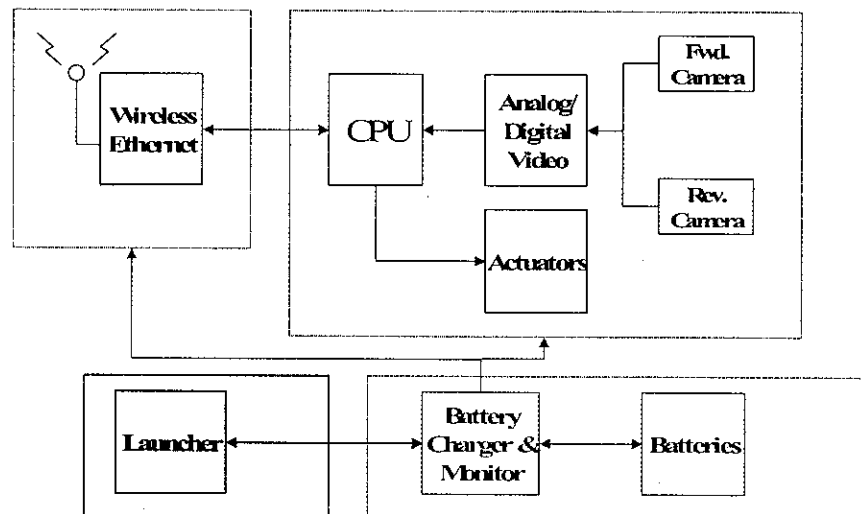 Wireless
Ethernet
CPU
Analog/
Digital
Video
Fwd.
Camera
Rev.
Camera
Actuators
Launcher
Battery
Charger &
Monitor
Batteries